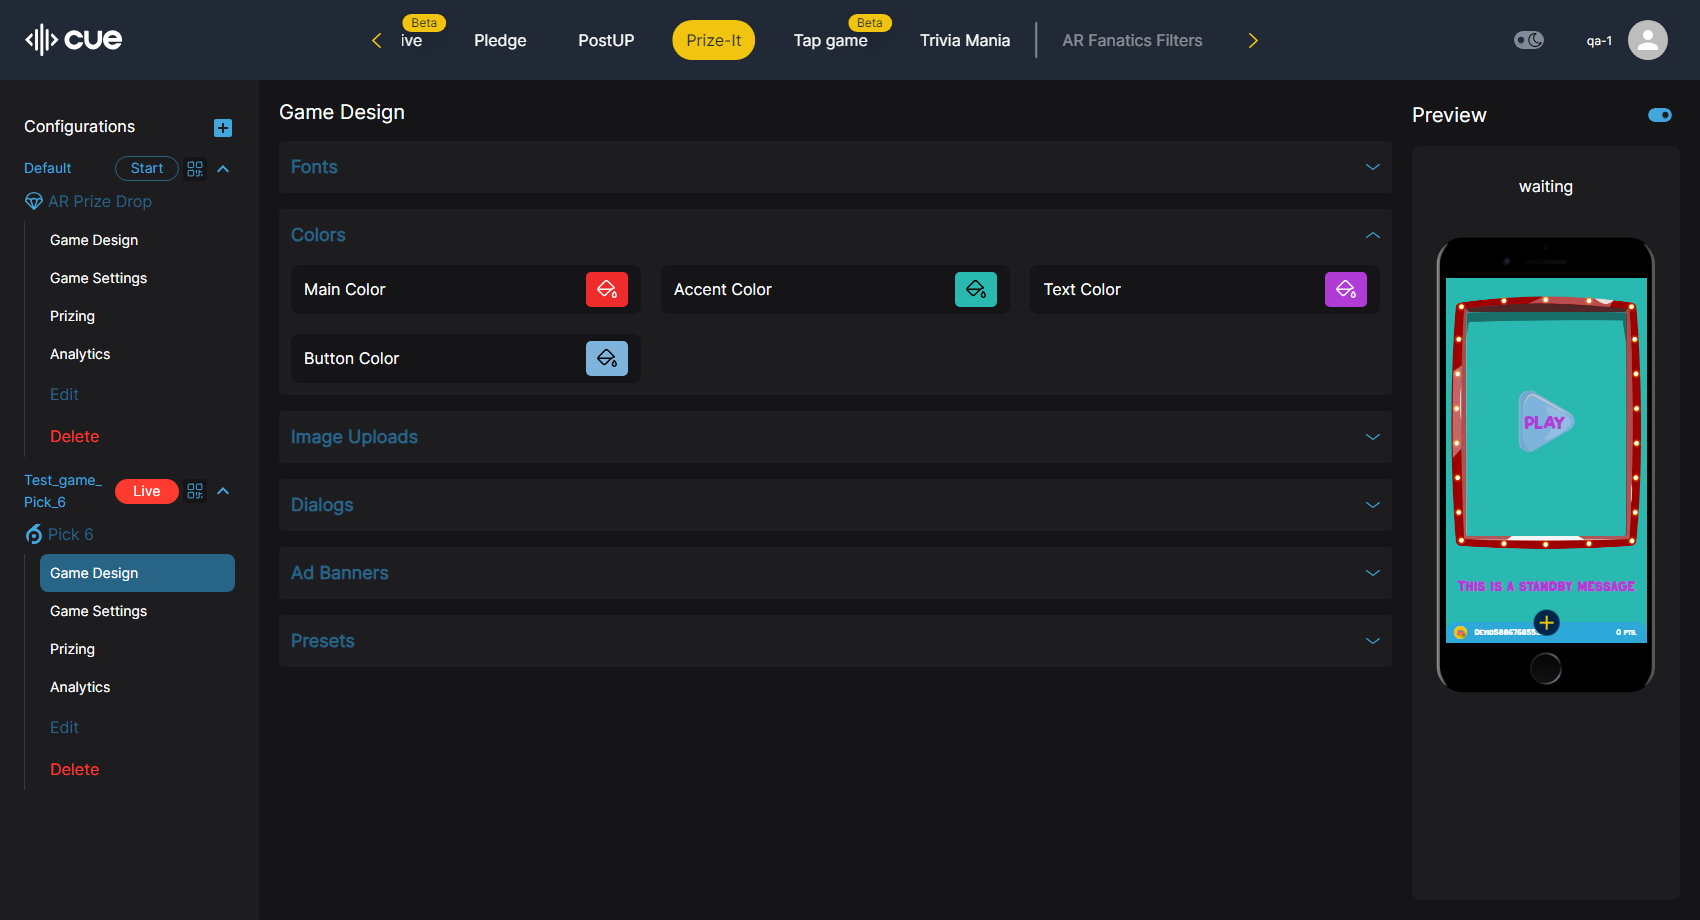 cue
Beta
ive
Pledge
PostUP
Prize-It
Beta
Tap game
Trivia Mania
AR Fanatics Filters
qa-1
Configurations
Default
Start
AR Prize Drop
Game Design
Game Settings
Prizing
Analytics
Edit
Delete
Test_game_
Pick_6
Live
Pick 6
Game Design
Game Settings
Prizing
Analytics
Edit
Delete
Game Design
Fonts
Colors
Main Color
Accent Color
Text Color
Button Color
Image Uploads
Dialogs
Ad Banners
Presets
Preview
waiting
PLAY
THIS IS A STANDBY MESSAGE
0 PTS.